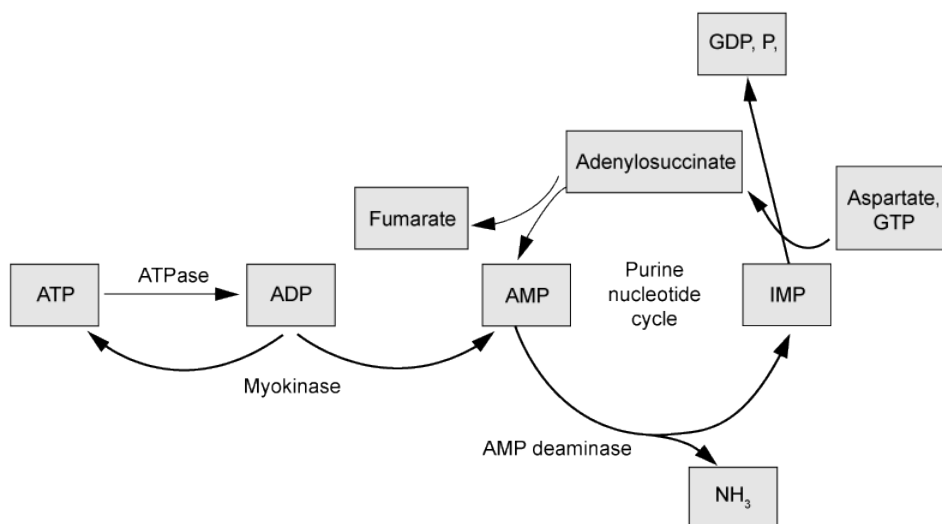 GDP, P,
Adenylosuccinate
Aspartate,
GTP
Fumarate
ATPase
ATP
ADP
AMP
Purine
nucleotide
cycle
IMP
Myokinase
AMP deaminase
NH₃